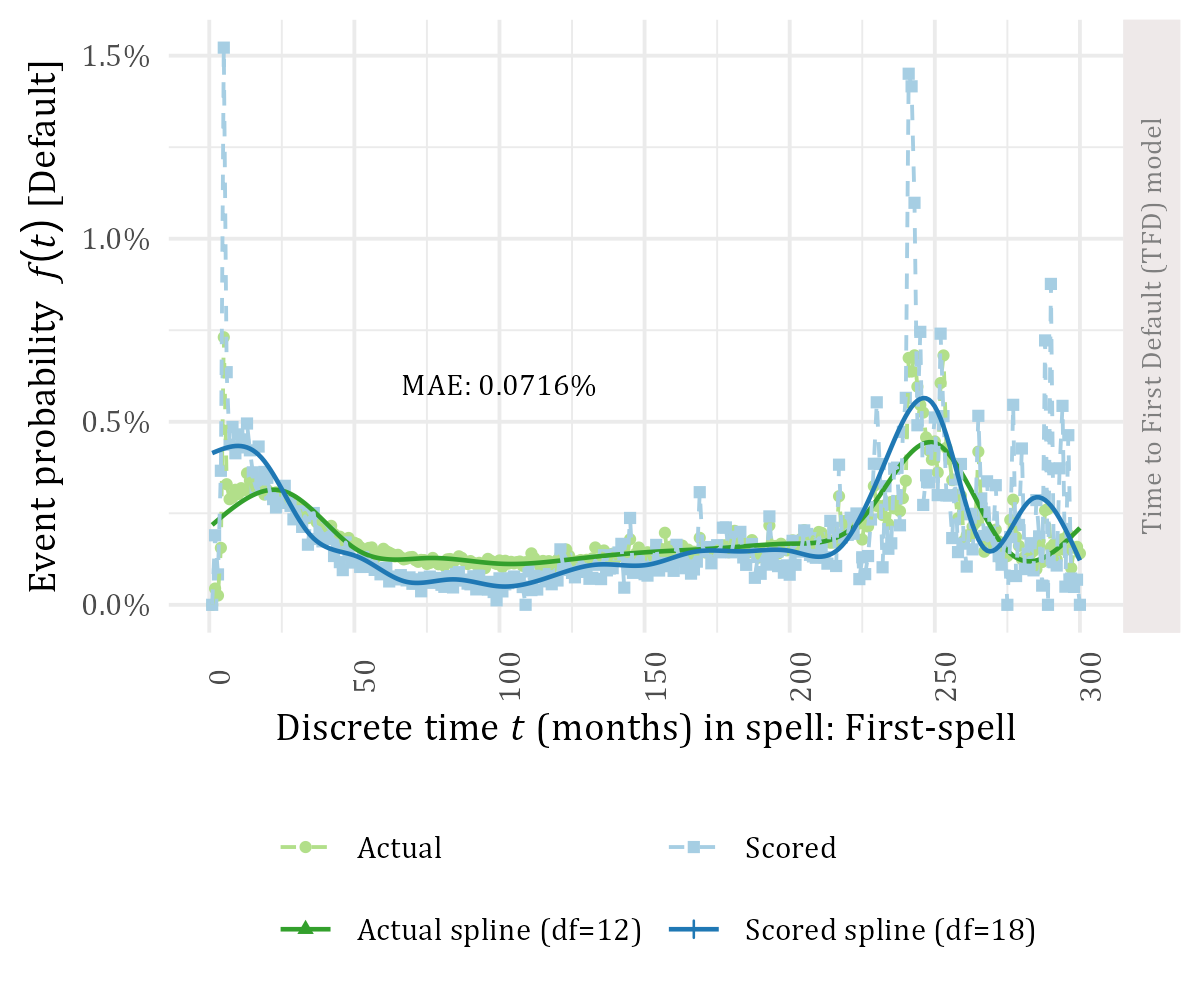 1.5%
1.0%
0.5%
0.0%
Event probability f(t) [Default]
MAE: 0.0716%
Time to First Default (TFD) model
0 50 100 150 200 250 300
Discrete time t (months) in spell: First-spell
Actual
Scored
Actual spline (df=12)
Scored spline (df=18)